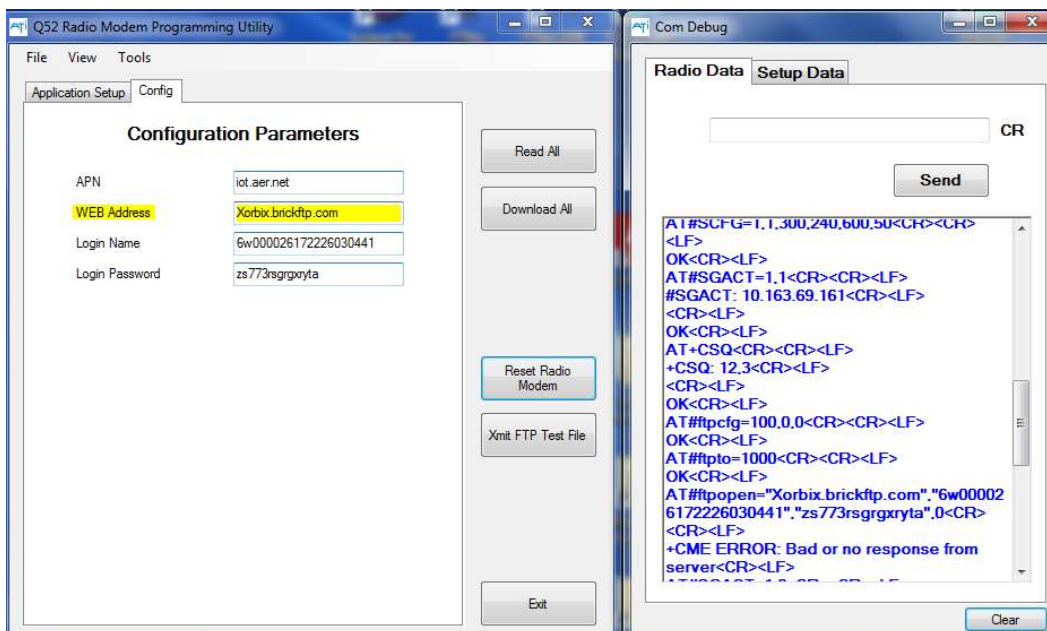 ATi Q52 Radio Modem Programming Utility
File View Tools
Application Setup Config
Configuration Parameters
APN iot.aer.net
WEB Address Xorbix.brickftp.com
Login Name 6w000026172226030441
Login Password zs773rsgrgxryta
Read All
Download All
Reset Radio
Modem
Xmit FTP Test File
Exit
ATi Com Debug
Radio Data Setup Data
CR
Send
AT#SCFG=1,1,300,240,600,50<CR><CR>
<LF>
OK<CR><LF>
AT#SGACT=1,1<CR><CR><LF>
#SGACT: 10.163.69.161<CR><LF>
<CR><LF>
OK<CR><LF>
AT+CSQ<CR><CR><LF>
+CSQ: 12,3<CR><LF>
<CR><LF>
OK<CR><LF>
AT#ftpcfg=100,0,0<CR><CR><LF>
OK<CR><LF>
AT#ftpto=1000<CR><CR><LF>
OK<CR><LF>
AT#ftpopen="Xorbix.brickftp.com","6w00002
6172226030441","zs773rsgrgxryta",0<CR>
<CR><LF>
+CME ERROR: Bad or no response from
server<CR><LF>
Clear